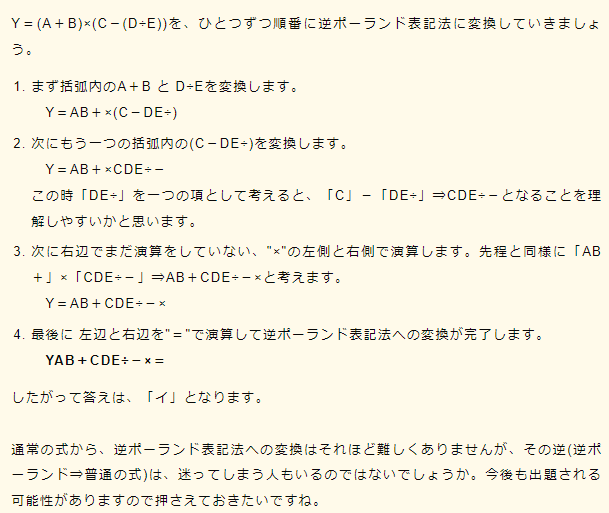 Y=(A+B)×(C-(D÷E))を、ひとつずつ順番に逆ポーランド表記法に変換していきましょ
う。
1. まず括弧内のA+B と D÷Eを変換します。
Y=AB+×(C-DE÷)
2. 次にもう一つの括弧内の(C-DE÷)を変換します。
Y=AB+×CDE÷-
この時「DE÷」を一つの項として考えると、「C」-「DE÷」⇒CDE÷-となることを理
解しやすいかと思います。
3. 次に右辺でまだ演算をしていない、"×"の左側と右側で演算します。先程と同様に「AB
+」×「CDE÷-」⇒AB+CDE÷-×と考えます。
Y=AB+CDE÷-×
4. 最後に 左辺と右辺を"="で演算して逆ポーランド表記法への変換が完了します。
YAB+CDE÷-×=
したがって答えは、「イ」となります。
通常の式から、逆ポーランド表記法への変換はそれほど難しくありませんが、その逆(逆ポ
ーランド⇒普通の式)は、迷ってしまう人もいるのではないでしょうか。今後も出題される
可能性がありますので押さえておきたいですね。